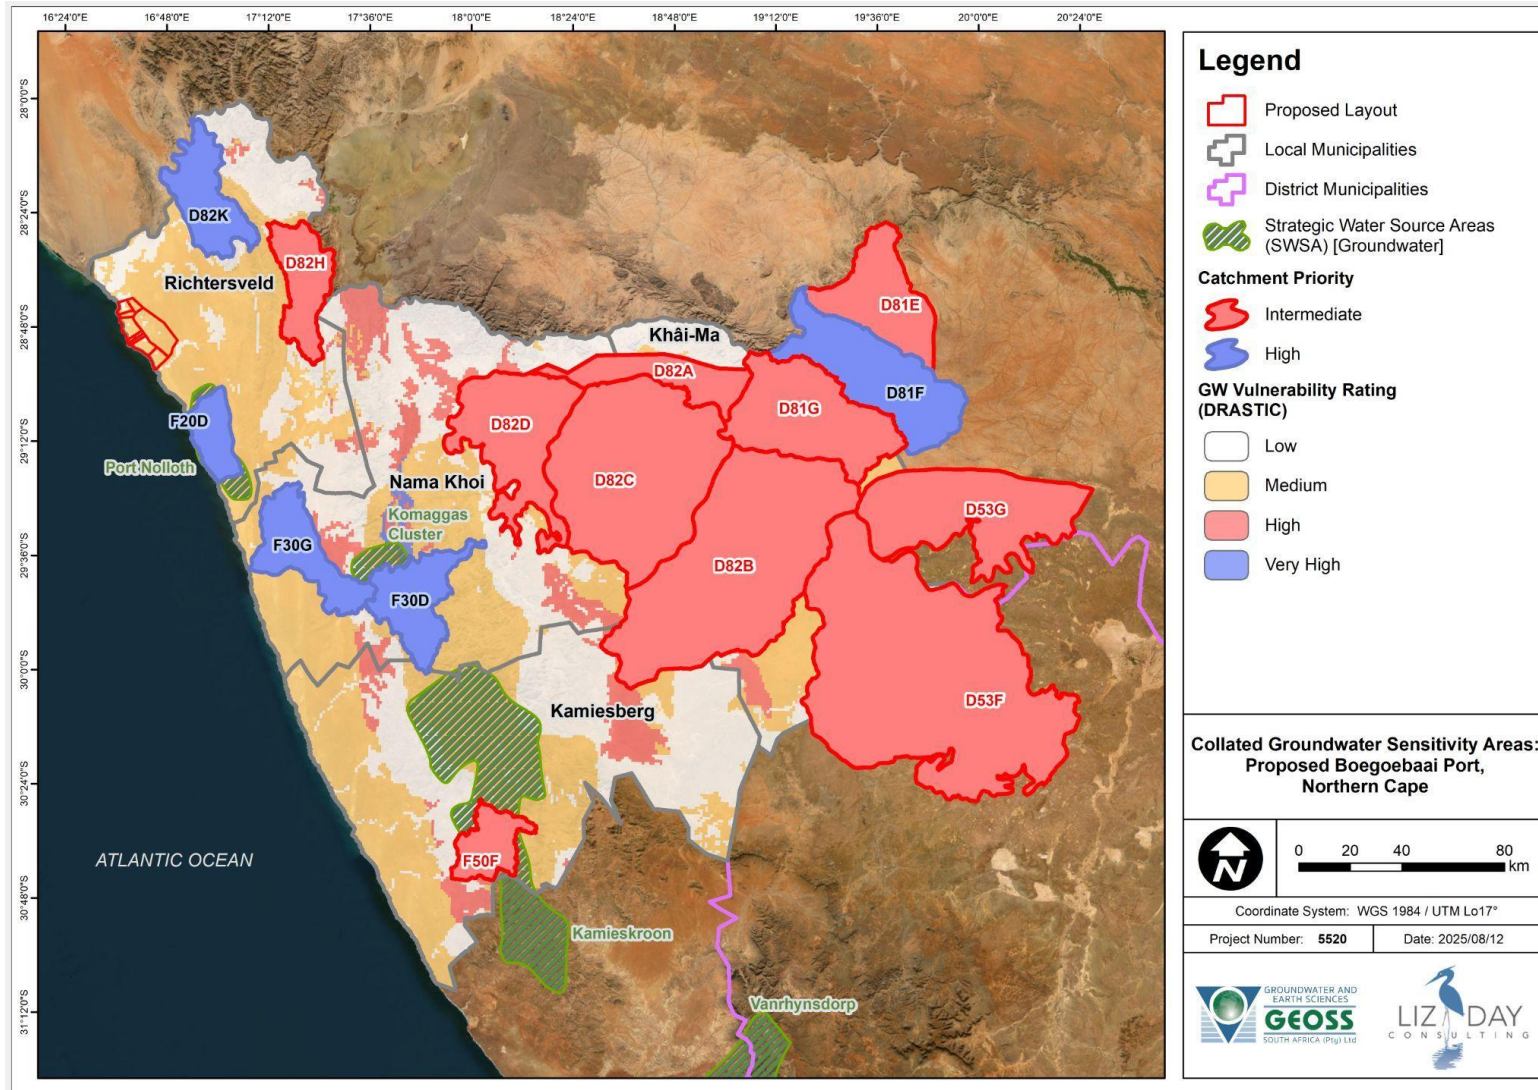 16°24'0"E 16°48'0"E 17°12'0"E 17°36'0"E 18°0'0"E 18°24'0"E 18°48'0"E 19°12'0"E 19°36'0"E 20°0'0"E 20°24'0"E
28°0'0"S
28°24'0"S
28°48'0"S
29°12'0"S
29°36'0"S
30°0'0"S
30°24'0"S
30°48'0"S
31°12'0"S
D82K
D82H
Richtersveld
D81E
Khâi-Ma
D82A
D81F
D81G
F20D
D82D
Port Nolloth
Nama Khoi
D82C
Komaggas
Cluster
D53G
F30G
D82B
F30D
D53F
Kamiesberg
ATLANTIC OCEAN
F50F
Kamieskroon
Vanrhynsdorp
Legend
Proposed Layout
Local Municipalities
District Municipalities
Strategic Water Source Areas
(SWSA) [Groundwater]
Catchment Priority
Intermediate
High
GW Vulnerability Rating
(DRASTIC)
Low
Medium
High
Very High
Collated Groundwater Sensitivity Areas:
Proposed Boegoebaai Port,
Northern Cape
N
0 20 40 80
km
Coordinate System: WGS 1984 / UTM Lo17°
Project Number: 5520 Date: 2025/08/12
GROUNDWATER AND
EARTH SCIENCES
GEOSS
SOUTH AFRICA (Pty) Ltd
LIZ DAY
CONSULTING